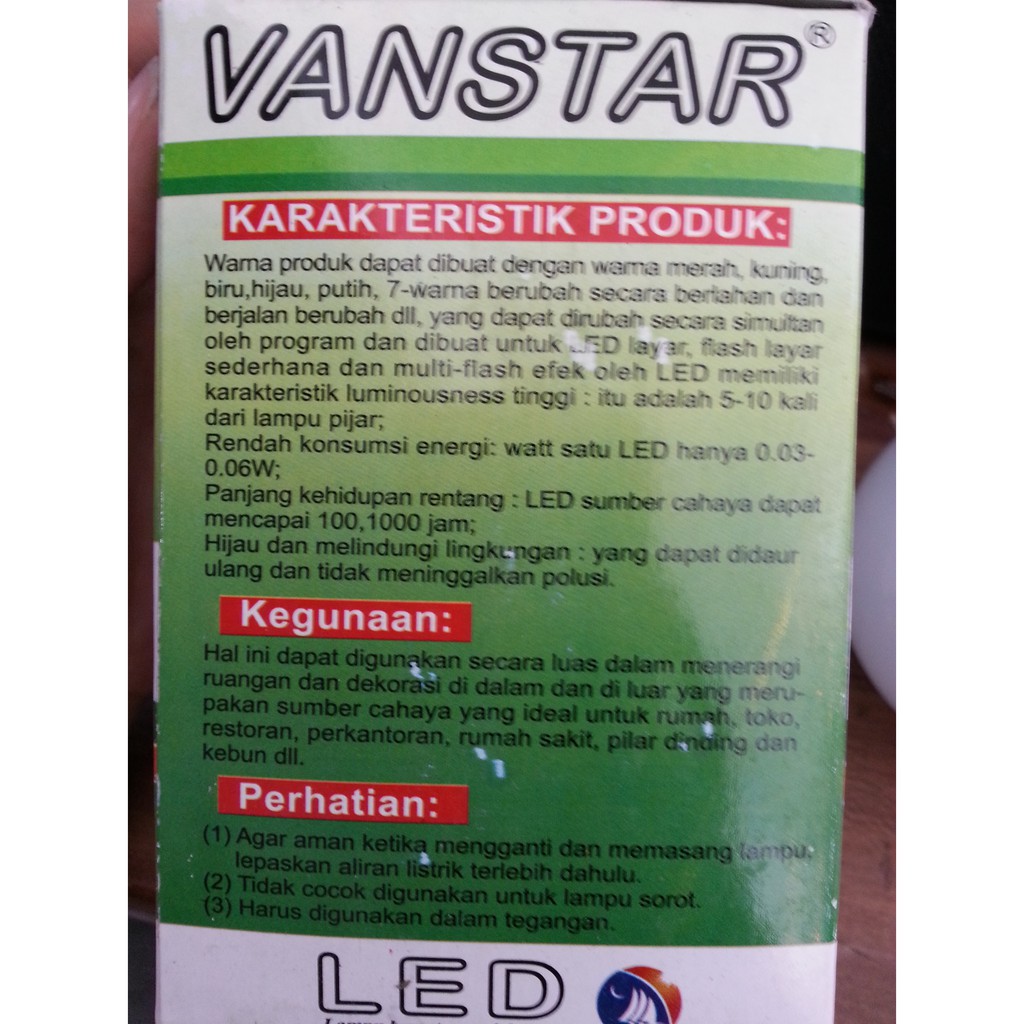 VANSTAR®
KARAKTERISTIK PRODUK:
Warna produk dapat dibuat dengan warna merah, kuning,
biru,hijau, putih, 7-warna berubah secara bertahan dan
berjalan berubah dll, yang dapat dirubah secara simultan
oleh program dan dibuat untuk LED layar, flash layar
sederhana dan multi-flash efek oleh LED memiliki
karakteristik luminousness tinggi : itu adalah 5-10 kali
dari lampu pijar;
Rendah konsumsi energi: watt satu LED hanya 0.03-
0.06W;
Panjang kehidupan rentang : LED sumber cahaya dapat
mencapai 100,1000 jam;
Hijau dan melindungi lingkungan : yang dapat didaur
ulang dan tidak meninggalkan polusi.
Kegunaan:
Hal ini dapat digunakan secara luas dalam menerangi
ruangan dan dekorasi di dalam dan di luar yang meru-
pakan sumber cahaya yang ideal untuk rumah, toko,
restoran, perkantoran, rumah sakit, pilar dinding dan
kebun dll.
Perhatian:
(1) Agar aman ketika mengganti dan memasang lampu,
lepaskan aliran listrik terlebih dahulu.
(2) Tidak cocok digunakan untuk lampu sorot.
(3) Harus digunakan dalam tegangan.
LED